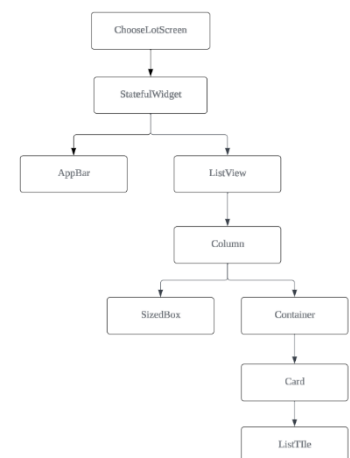 ChooseLotScreen
StatefulWidget
AppBar
ListView
Column
SizedBox
Container
Card
ListTIle